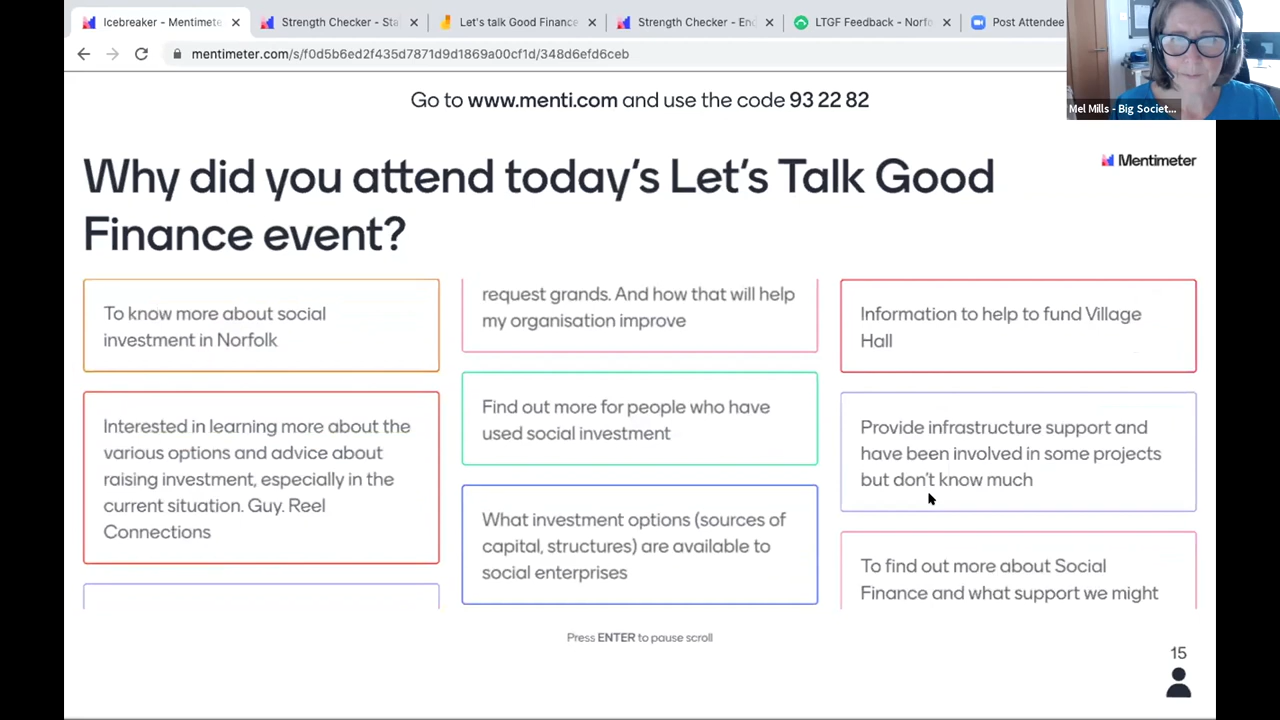 Icebreaker - Mentimete
Strength Checker - Sta
Let's talk Good Finance
Strength Checker - End
LTGF Feedback - Norfo
Post Attendee
mentimeter.com/s/f0d5b6ed2f435d7871d9d1869a00cf1d/348d6efd6ceb
Mel Mills - Big Societ...
Go to www.menti.com and use the code 93 22 82
Mentimeter
Why did you attend today's Let's Talk Good
Finance event?
To know more about social
investment in Norfolk
Interested in learning more about the
various options and advice about
raising investment, especially in the
current situation. Guy. Reel
Connections
request grands. And how that will help
my organisation improve
Find out more for people who have
used social investment
What investment options (sources of
capital, structures) are available to
social enterprises
Information to help to fund Village
Hall
Provide infrastructure support and
have been involved in some projects
but don't know much
To find out more about Social
Finance and what support we might
Press ENTER to pause scroll
15